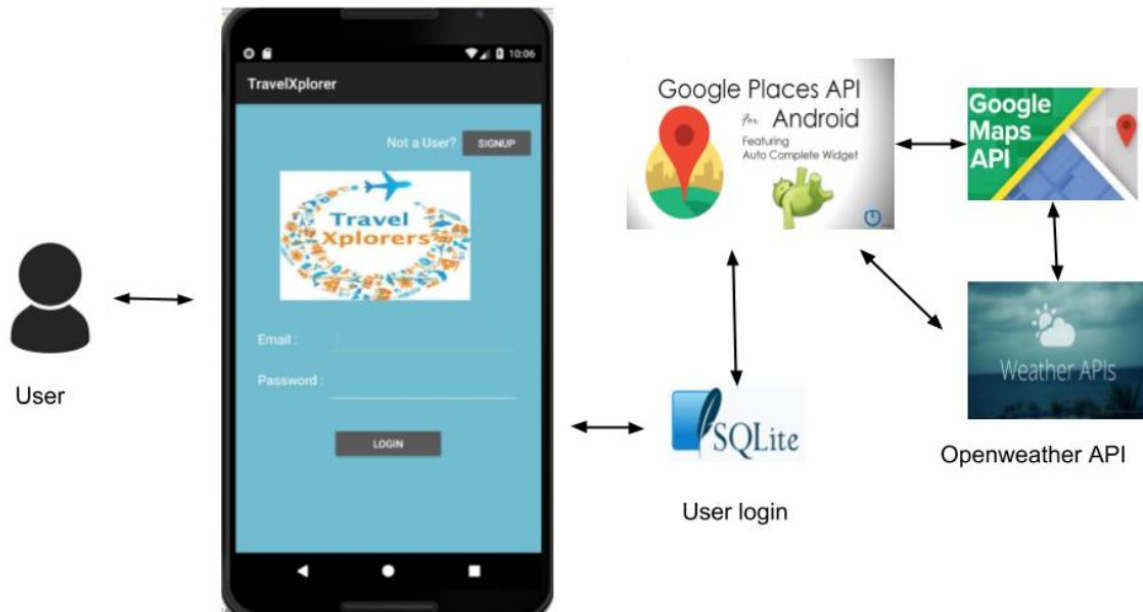 10:06
TravelXplorer
Not a User?
SIGNUP
Travel
Xplorers
Email :
Password :
LOGIN
User
Google Places API
for Android
Featuring
Auto Complete Widget
Google
Maps
API
Weather APIs
Openweather API
SQLite
User login